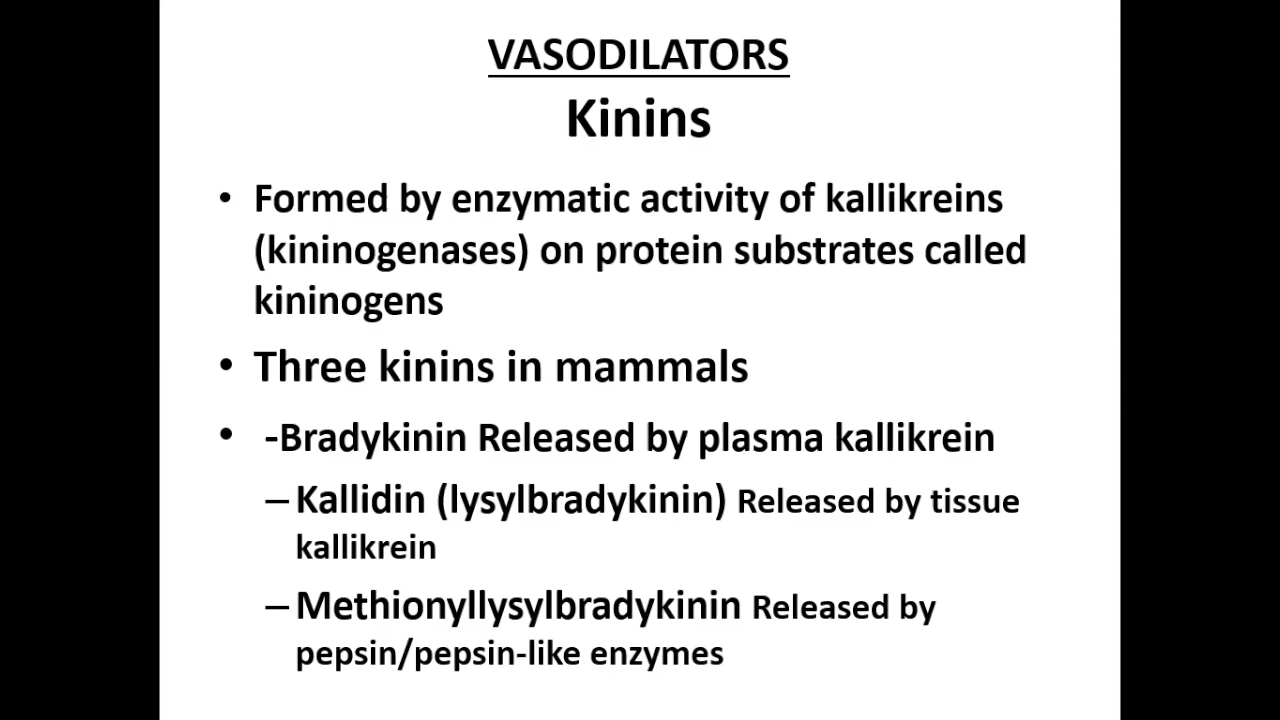 VASODILATORS
Kinins
• Formed by enzymatic activity of kallikreins
(kininogenases) on protein substrates called
kininogens
• Three kinins in mammals
• -Bradykinin Released by plasma kallikrein
– Kallidin (lysylbradykinin) Released by tissue
kallikrein
– Methionyllysylbradykinin Released by
pepsin/pepsin-like enzymes